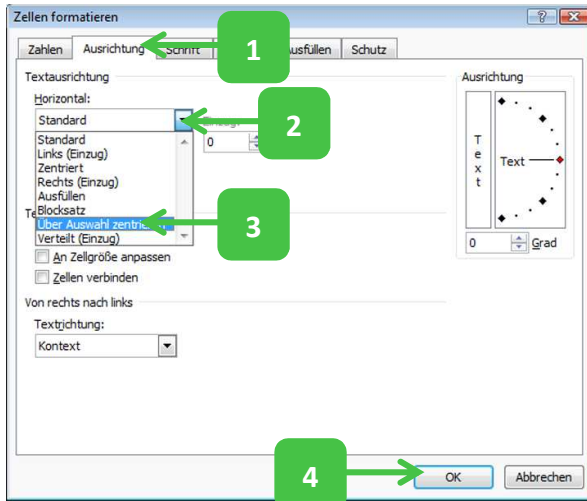 Zellen formatieren
Zahlen Ausrichtung Schrift Ausfüllen Schutz
1
Textausrichtung
Ausrichtung
Horizontal:
Standard
2
0
Standard
Links (Einzug)
Zentriert
Rechts (Einzug)
Ausfüllen
Blocksatz
Über Auswahl zentrieren
Verteilt (Einzug)
3
Text
Text
0 Grad
An Zellgröße anpassen
Zellen verbinden
Von rechts nach links
Textrichtung:
Kontext
4
OK Abbrechen